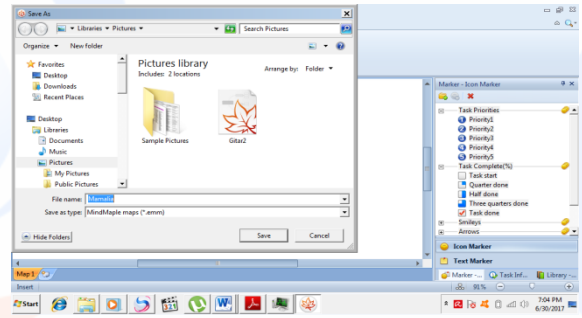 Save As
Libraries Pictures
Search Pictures
Organize New folder
Favorites
Desktop
Downloads
Recent Places
Desktop
Libraries
Documents
Music
Pictures
My Pictures
Public Pictures
Pictures library
Includes: 2 locations
Arrange by: Folder
Sample Pictures
Gitar2
File name: Mamalia
Save as type: MindMaple maps (*.emm)
Hide Folders
Save
Cancel
Marker - Icon Marker
Task Priorities
Priority1
Priority2
Priority3
Priority4
Priority5
Task Complete(%)
Task start
Quarter done
Half done
Three quarters done
Task done
Smileys
Arrows
Icon Marker
Text Marker
Map 1
Marker -... Task Inf... Library -...
Insert
91%
Start
7:04 PM
6/30/2017